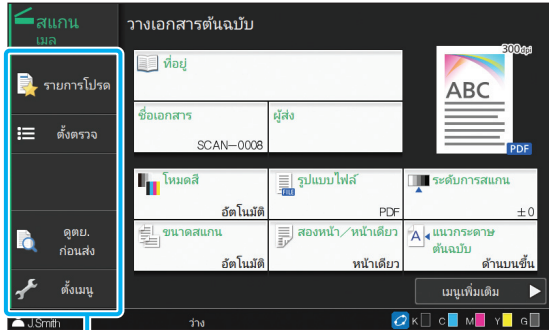 สแกน
เมล
รายการโปรด
ตั้งตรวจ
ดูตย.
ก่อนส่ง
ตั้งเมนู
วางเอกสารต้นฉบับ
ที่อยู่
ชื่อเอกสาร
SCAN-0008
ผู้ส่ง
300dpi
ABC
PDF
โหมดสี
อัตโนมัติ
รูปแบบไฟล์
FILE
PDF
ระดับการสแกน
±0
ขนาดสแกน
อัตโนมัติ
สองหน้า/หน้าเดียว
หน้าเดียว
A
แนวกระดาษ
ต้นฉบับ
ด้านบนขึ้น
เมนูเพิ่มเติม
J.Smith
ว่าง
K C M Y G